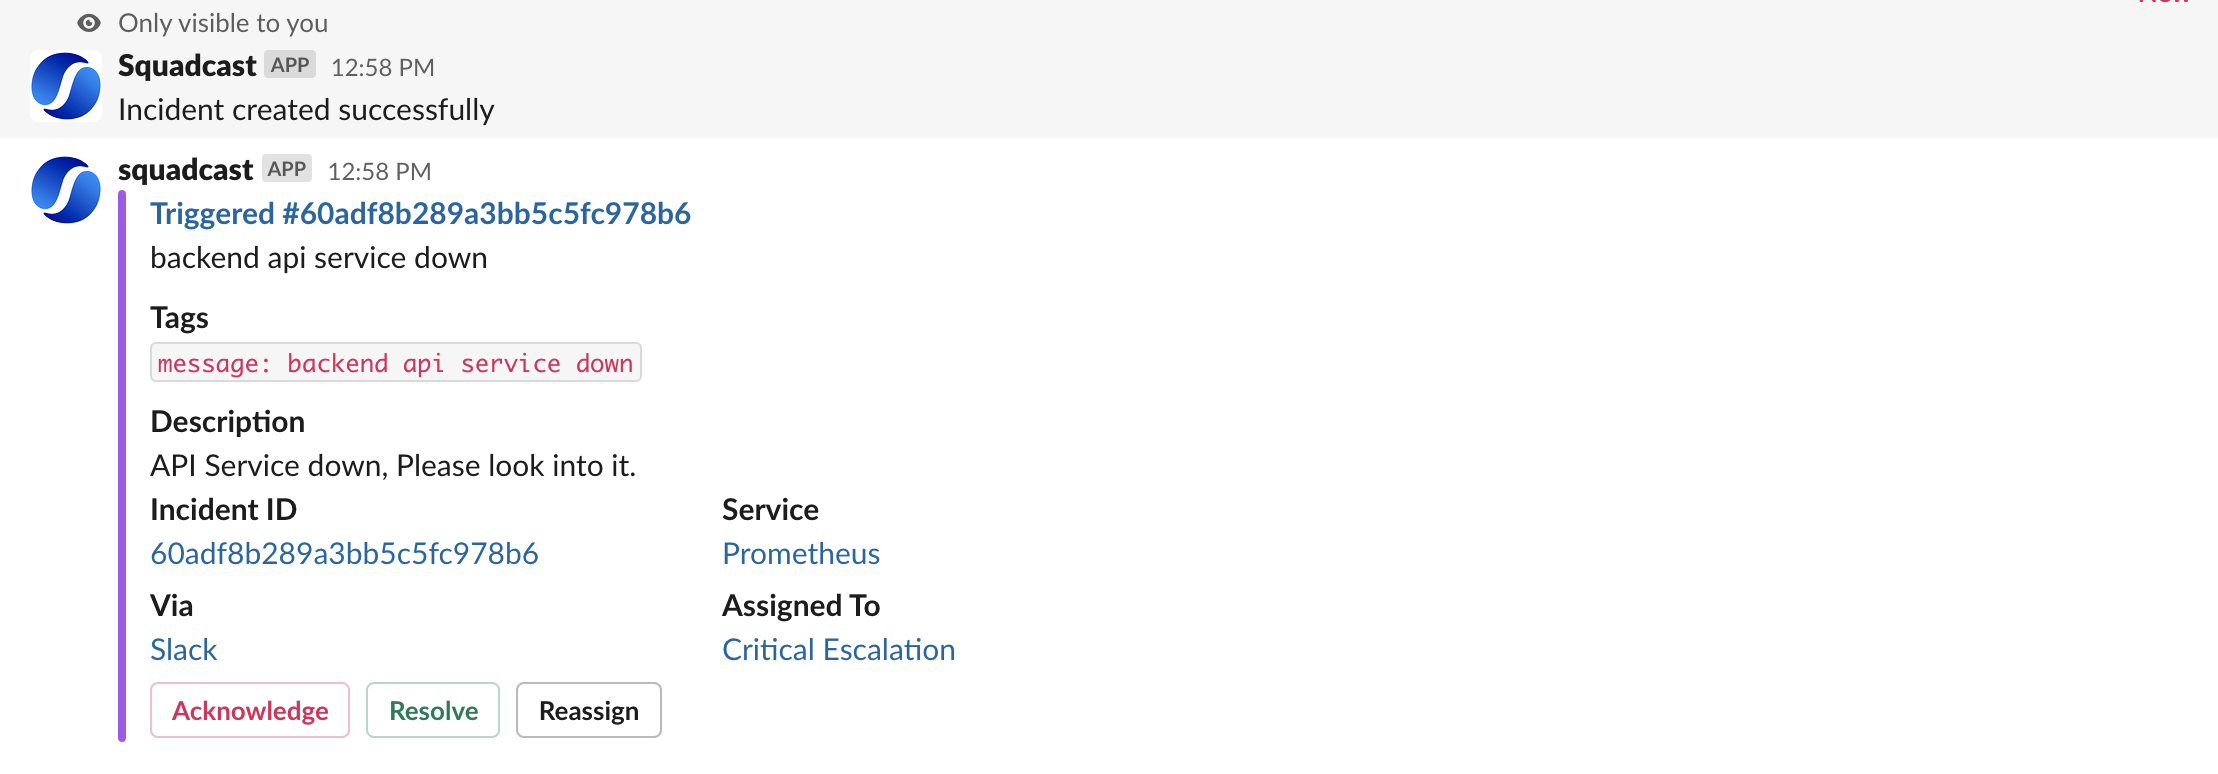 Only visible to you
Squadcast APP 12:58 PM
Incident created successfully
squadcast APP 12:58 PM
Triggered #60adf8b289a3bb5c5fc978b6
backend api service down
Tags
message: backend api service down
Description
API Service down, Please look into it.
Incident ID
60adf8b289a3bb5c5fc978b6
Service
Prometheus
Via
Slack
Assigned To
Critical Escalation
Acknowledge
Resolve
Reassign